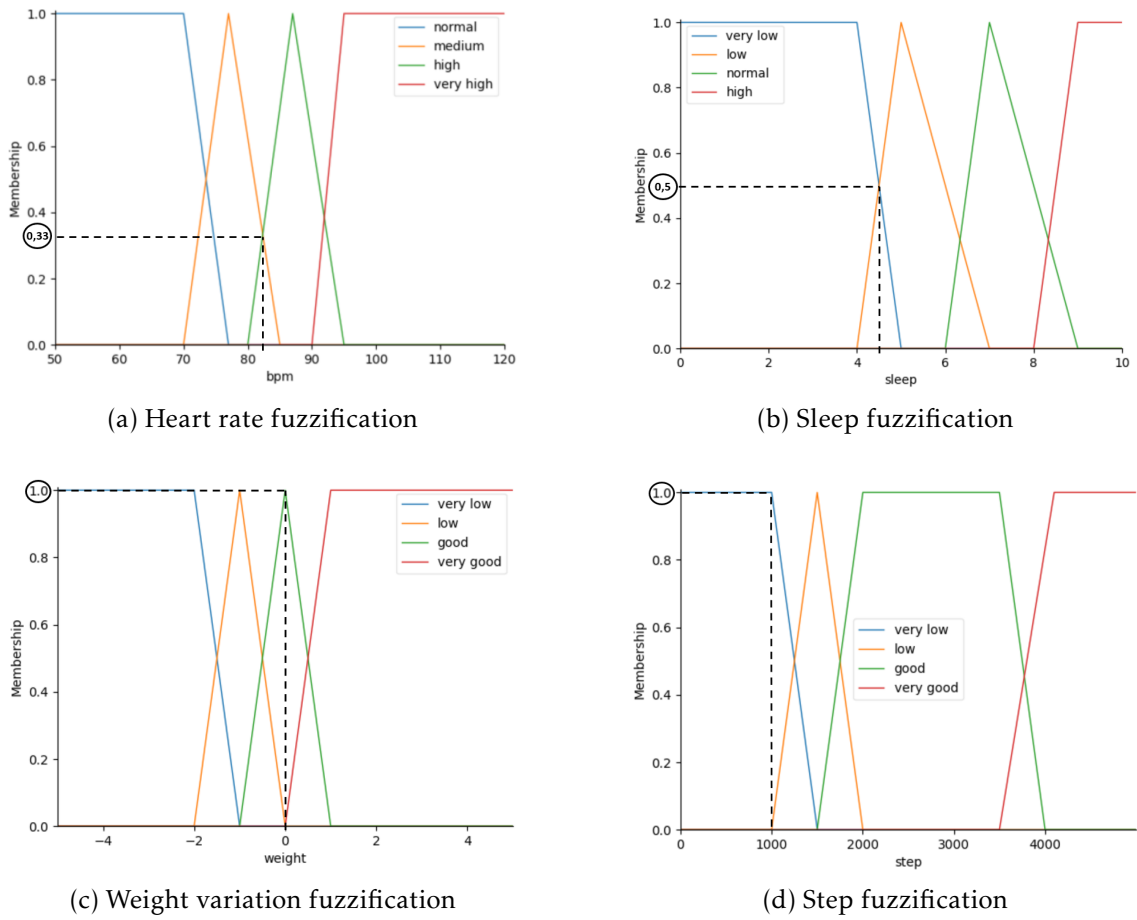 1.0
0.8
0.6
0.4
0,33
0.2
0.0
Membership
normal
medium
high
very high
50 60 70 80 90 100 110 120
bpm
(a) Heart rate fuzzification
1.0
0.8
0.6
0,5
0.4
0.2
0.0
Membership
very low
low
normal
high
0 2 4 6 8 10
sleep
(b) Sleep fuzzification
1.0
0.8
0.6
0.4
0.2
0.0
Membership
very low
low
good
very good
−4 −2 0 2 4
weight
(c) Weight variation fuzzification
1.0
0.8
0.6
0.4
0.2
0.0
Membership
very low
low
good
very good
0 1000 2000 3000 4000
step
(d) Step fuzzification